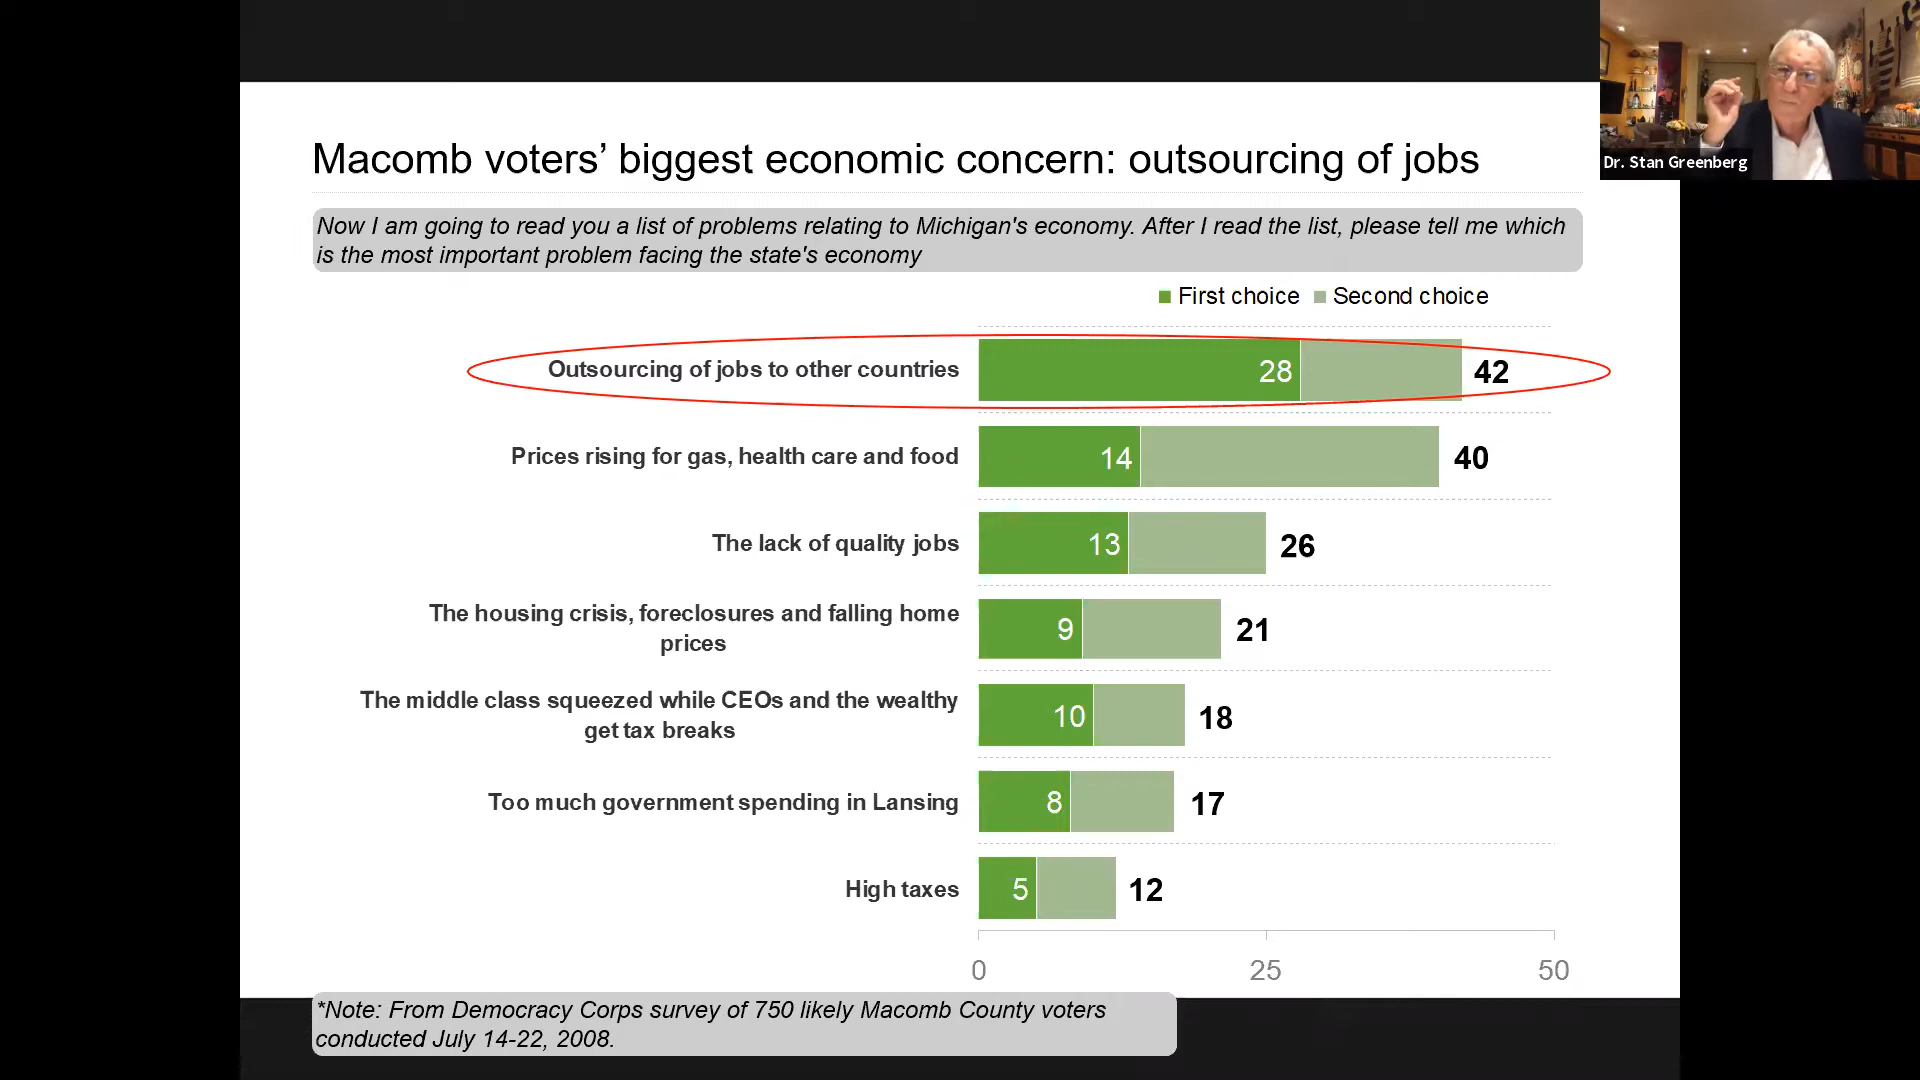 Macomb voters’ biggest economic concern: outsourcing of jobs
Dr. Stan Greenberg
Now I am going to read you a list of problems relating to Michigan's economy. After I read the list, please tell me which
is the most important problem facing the state's economy
First choice Second choice
Outsourcing of jobs to other countries 28 42
Prices rising for gas, health care and food 14 40
The lack of quality jobs 13 26
The housing crisis, foreclosures and falling home
prices 9 21
The middle class squeezed while CEOs and the wealthy
get tax breaks 10 18
Too much government spending in Lansing 8 17
High taxes 5 12
0 25 50
*Note: From Democracy Corps survey of 750 likely Macomb County voters
conducted July 14-22, 2008.